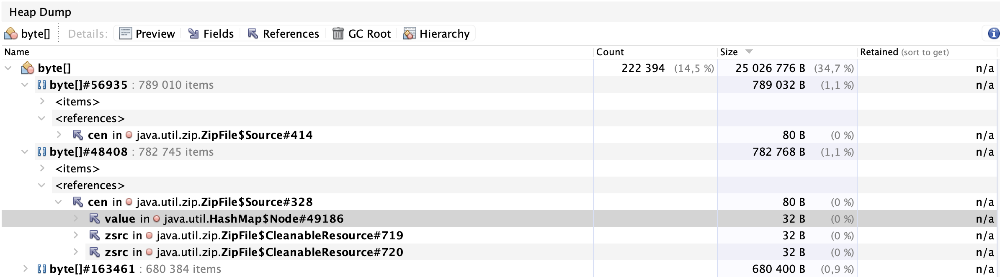 Heap Dump
byte[] Details: Preview Fields References GC Root Hierarchy
Name Count Size Retained (sort to get)
byte[] 222 394 (14,5 %) 25 026 776 B (34,7 %) n/a
byte[]#56935 : 789 010 items 789 032 B (1,1 %) n/a
<items>
<references>
cen in java.util.zip.ZipFile$Source#414 80 B (0 %) n/a
byte[]#48408 : 782 745 items 782 768 B (1,1 %) n/a
<items>
<references>
cen in java.util.zip.ZipFile$Source#328 80 B (0 %) n/a
value in java.util.HashMap$Node#49186 32 B (0 %) n/a
zsrc in java.util.zip.ZipFile$CleanableResource#719 32 B (0 %) n/a
zsrc in java.util.zip.ZipFile$CleanableResource#720 32 B (0 %) n/a
byte[]#163461 : 680 384 items 680 400 B (0,9 %) n/a